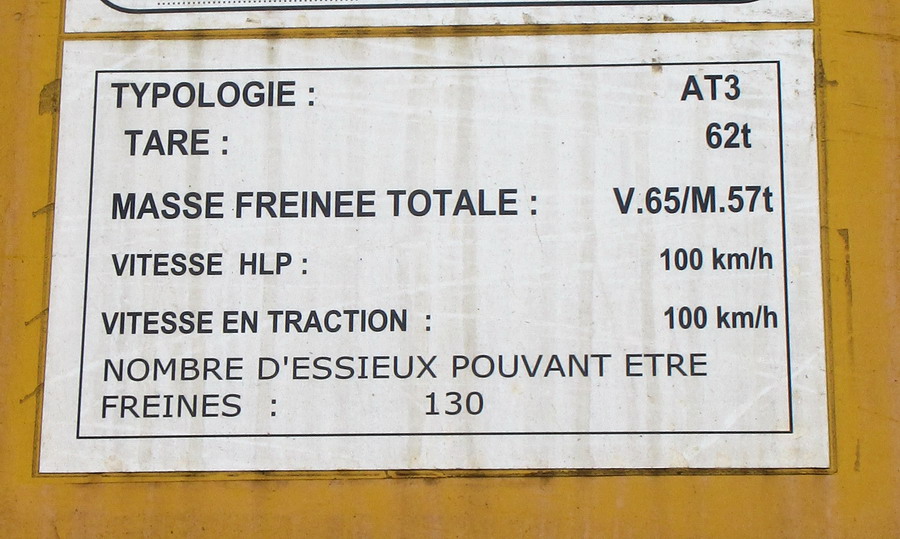 TYPOLOGIE : AT3
TARE : 62t
MASSE FREINEE TOTALE : V.65/M.57t
VITESSE HLP : 100 km/h
VITESSE EN TRACTION : 100 km/h
NOMBRE D'ESSIEUX POUVANT ETRE
FREINES : 130